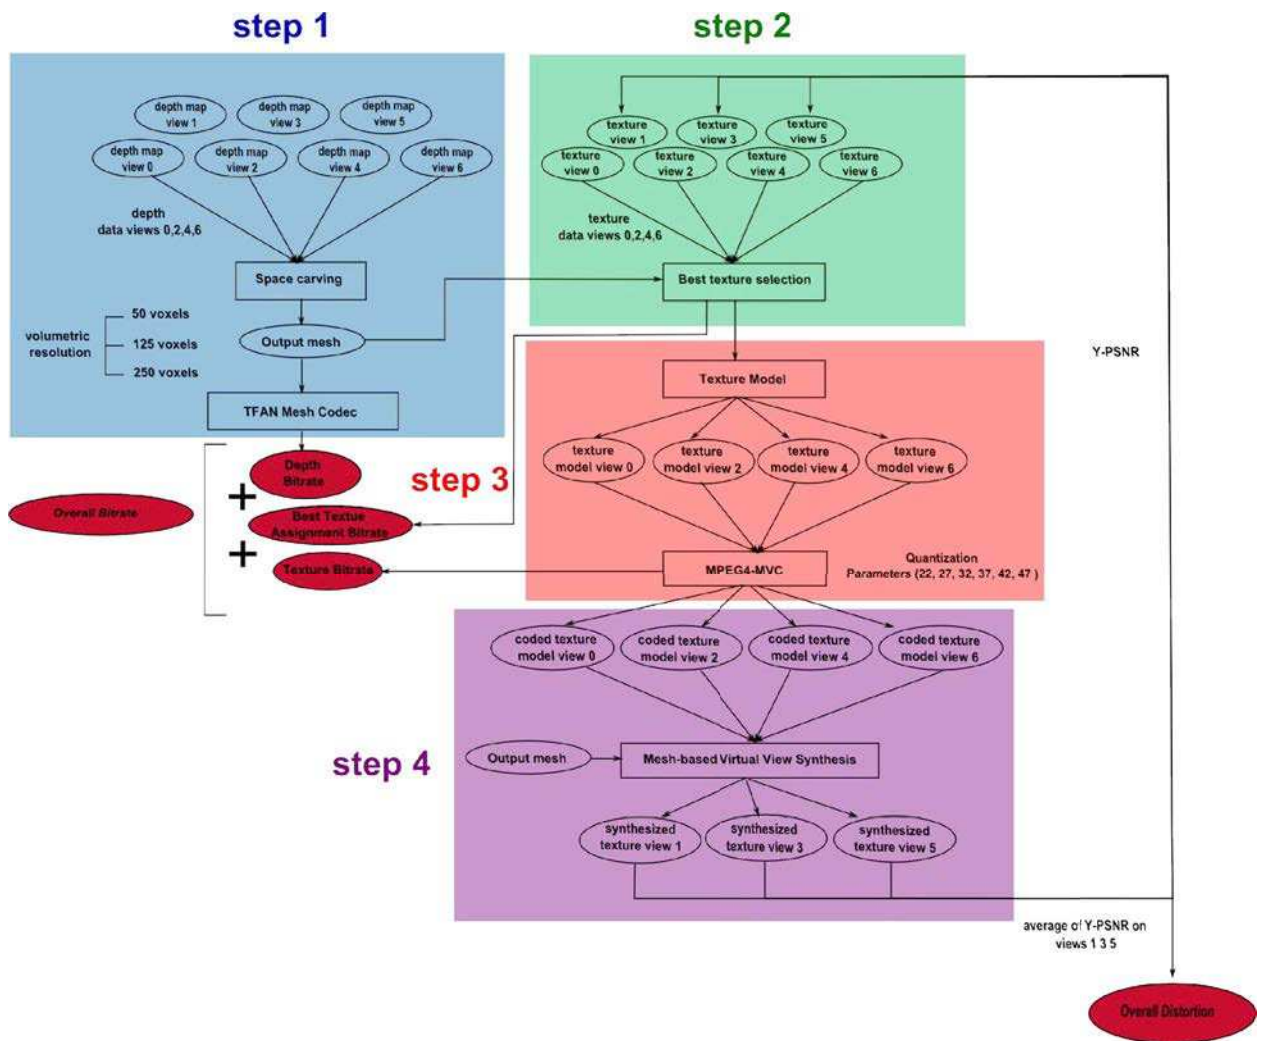 step 1
step 2
depth map
view 1
depth map
view 3
depth map
view 5
depth map
view 0
depth map
view 2
depth map
view 4
depth map
view 6
depth
data views 0,2,4,6
Space carving
volumetric
resolution
50 voxels
125 voxels
250 voxels
Output mesh
TFAN Mesh Codec
texture
view 1
texture
view 3
texture
view 5
texture
view 0
texture
view 2
texture
view 4
texture
view 6
texture
data views 0,2,4,6
Best texture selection
Y-PSNR
step 3
Texture Model
texture
model view 0
texture
model view 2
texture
model view 4
texture
model view 6
MPEG4-MVC
Quantization
Parameters (22, 27, 32, 37, 42, 47 )
Overall Bitrate
Depth
Bitrate
+
Best Textue
Assignment Bitrate
+
Texture Bitrate
step 4
coded texture
model view 0
coded texture
model view 2
coded texture
model view 4
coded texture
model view 6
Output mesh
Mesh-based Virtual View Synthesis
synthesized
texture view 1
synthesized
texture view 3
synthesized
texture view 5
average of Y-PSNR on
views 1 3 5
Overall Distortion